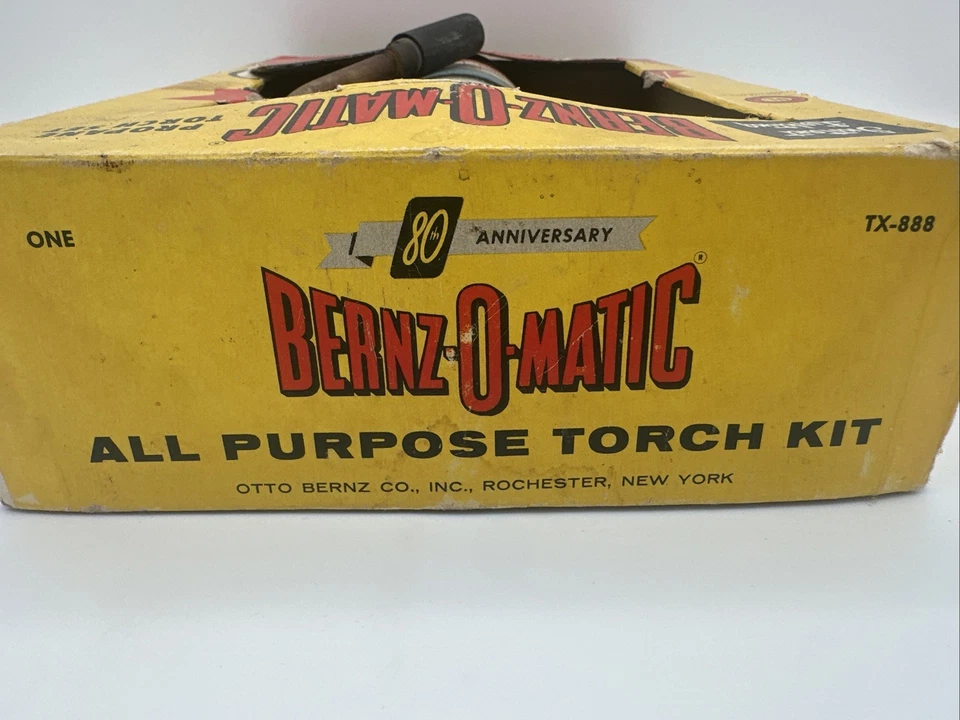 BERNZ-O-MATIC®
PROPANE
TORCH
ONE
80th ANNIVERSARY
TX-888
BERNZ-O-MATIC®
ALL PURPOSE TORCH KIT
OTTO BERNZ CO., INC., ROCHESTER, NEW YORK